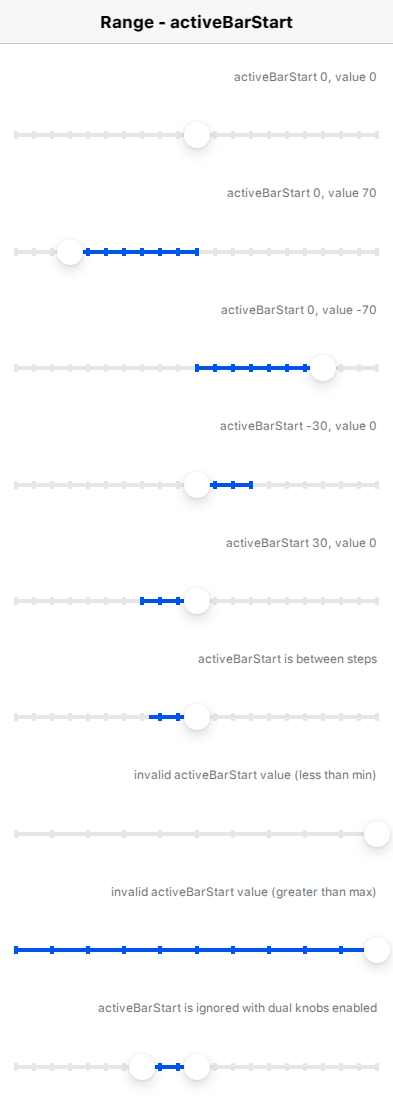 Range - activeBarStart
activeBarStart 0, value 0
activeBarStart 0, value 70
activeBarStart 0, value -70
activeBarStart -30, value 0
activeBarStart 30, value 0
activeBarStart is between steps
invalid activeBarStart value (less than min)
invalid activeBarStart value (greater than max)
activeBarStart is ignored with dual knobs enabled